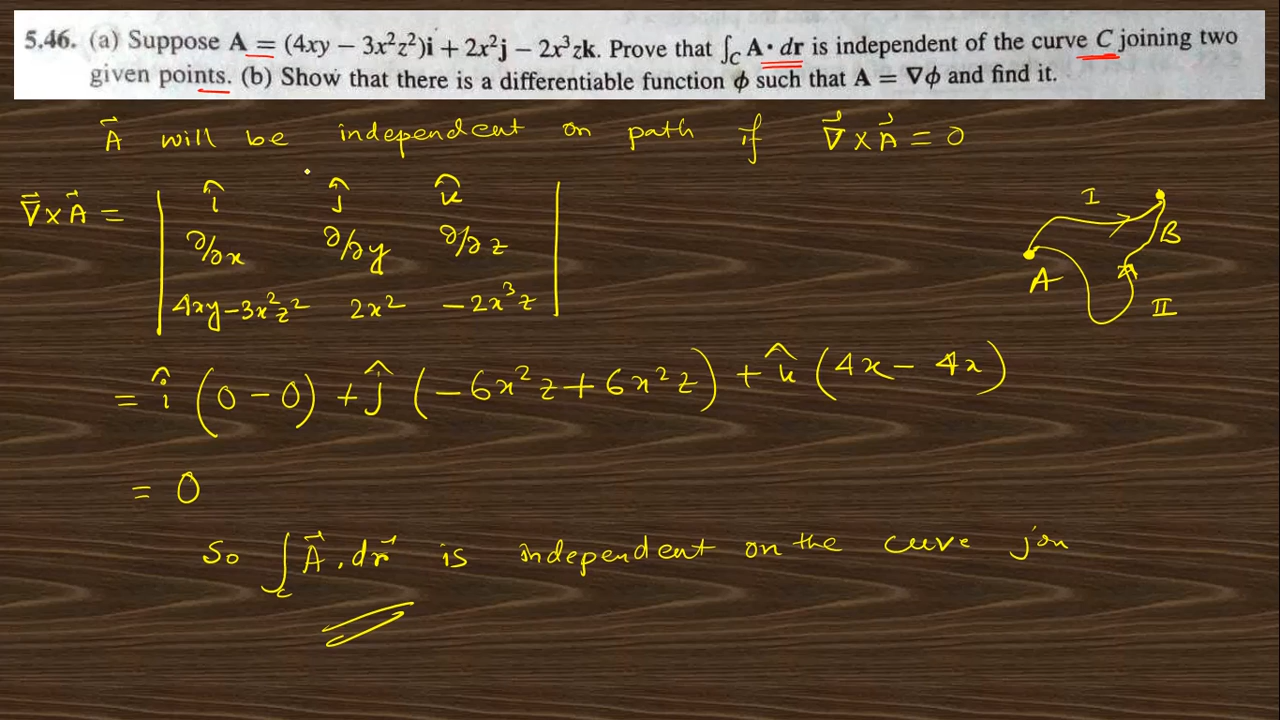 5.46. (a) Suppose A = (4xy − 3x²z²)i + 2x²j − 2x³zk. Prove that ∫_C A · dr is independent of the curve C joining two
given points. (b) Show that there is a differentiable function ϕ such that A = ∇ϕ and find it.
A⃗ will be independent on path if ∇⃗ × A⃗ = 0
∇⃗ × A⃗ = | î ĵ k̂ |
| ∂/∂x ∂/∂y ∂/∂z |
| 4xy−3x²z² 2x² −2x³z |
I
B
A
II
= î (0 − 0) + ĵ (−6x²z + 6x²z) + k̂ (4x − 4x)
= 0
So ∫_c A⃗ . dr⃗ is independent on the curve join